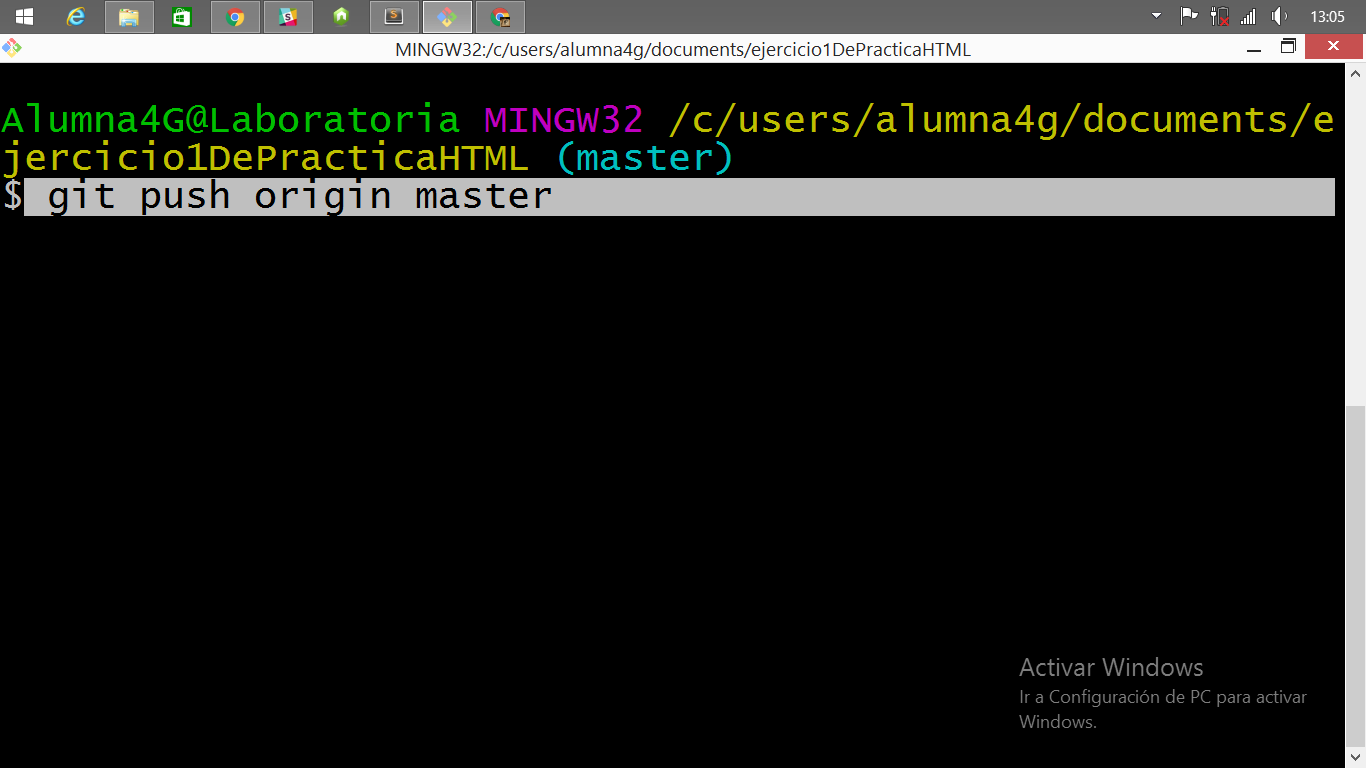 13:05
MINGW32:/c/users/alumna4g/documents/ejercicio1DePracticaHTML
Alumna4G@Laboratoria MINGW32 /c/users/alumna4g/documents/e
jercicio1DePracticaHTML (master)
$ git push origin master
Activar Windows
Ir a Configuración de PC para activar
Windows.